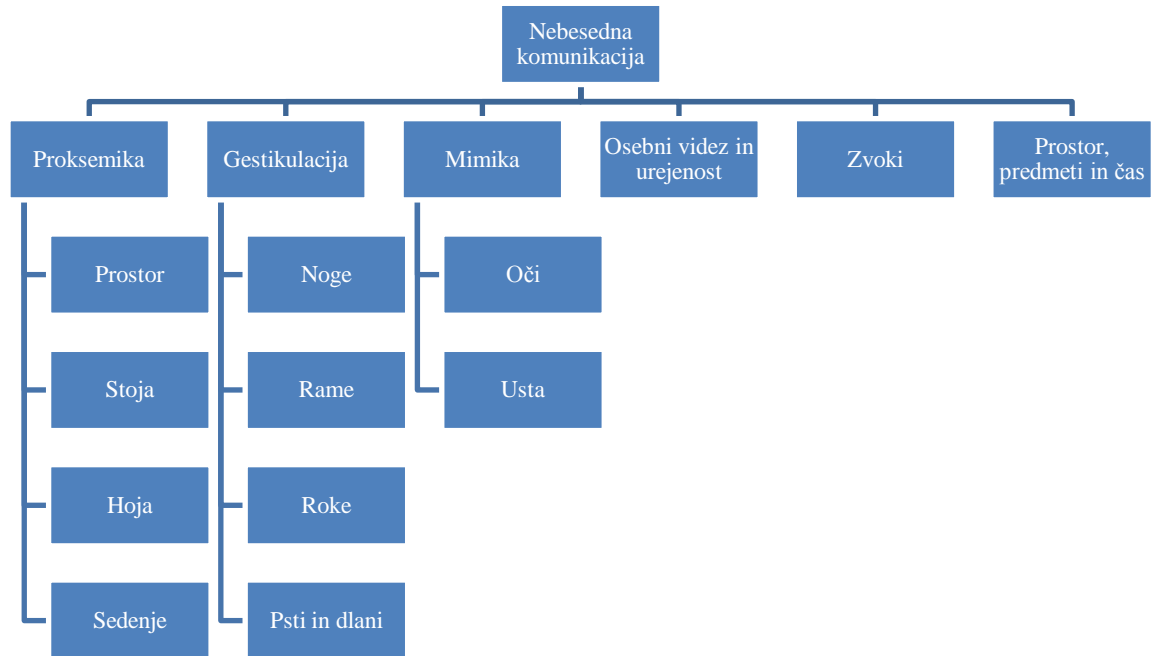 Nebesedna
komunikacija
Proksemika
Gestikulacija
Mimika
Osebni videz in
urejenost
Zvoki
Prostor,
predmeti in čas
Prostor
Noge
Oči
Stoja
Rame
Usta
Hoja
Roke
Sedenje
Psti in dlani